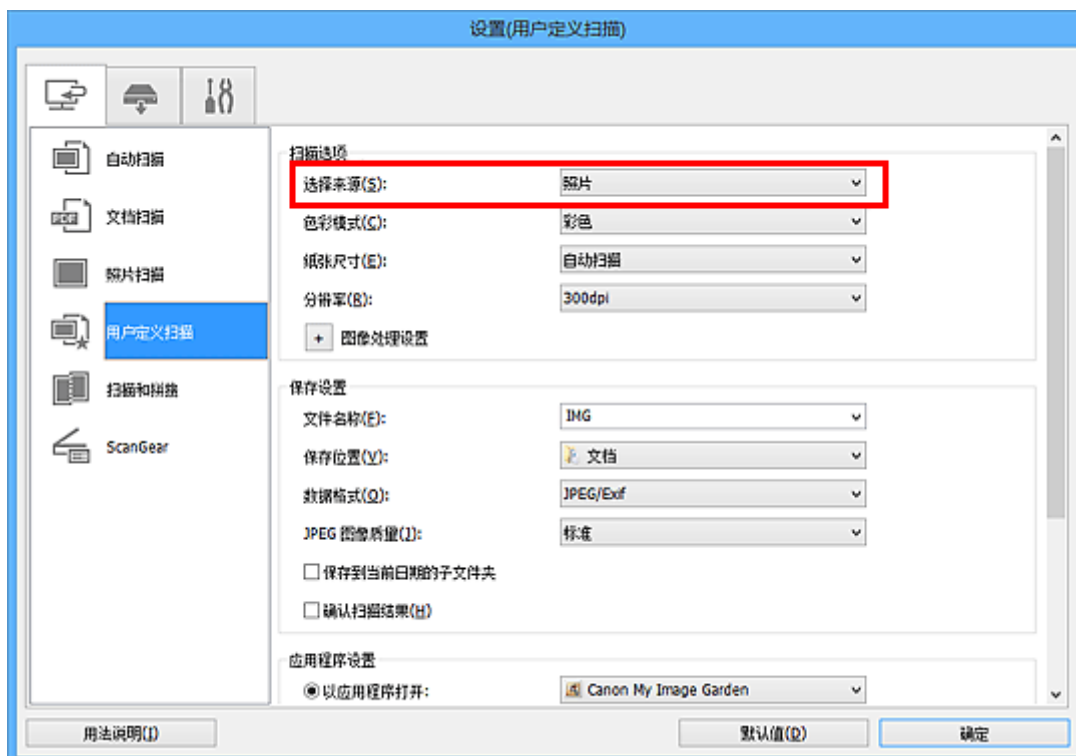 设置(用户定义扫描)
自动扫描
文档扫描
照片扫描
用户定义扫描
扫描和拼接
ScanGear
扫描选项
选择来源(S): 照片
色彩模式(C): 彩色
纸张尺寸(E): 自动扫描
分辨率(R): 300dpi
+ 图像处理设置
保存设置
文件名称(F): IMG
保存位置(V): 文档
数据格式(O): JPEG/Exif
JPEG 图像质量(J): 标准
保存到当前日期的子文件夹
确认扫描结果(H)
应用程序设置
以应用程序打开: Canon My Image Garden
用法说明(I) 默认值(D) 确定